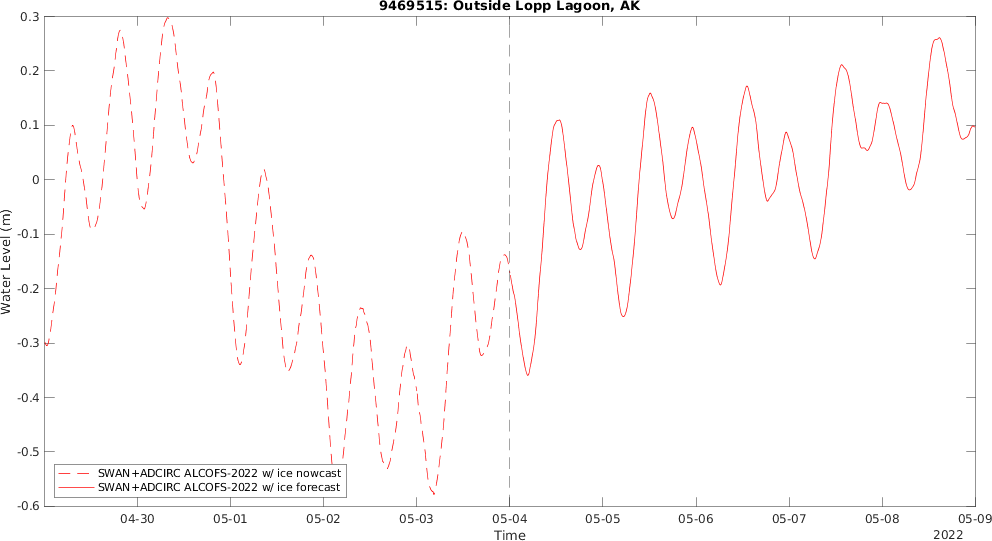 9469515: Outside Lopp Lagoon, AK
Water Level (m)
0.3
0.2
0.1
0
-0.1
-0.2
-0.3
-0.4
-0.5
-0.6
SWAN+ADCIRC ALCOFS-2022 w/ ice nowcast
SWAN+ADCIRC ALCOFS-2022 w/ ice forecast
04-30 05-01 05-02 05-03 05-04 05-05 05-06 05-07 05-08 05-09
Time
2022